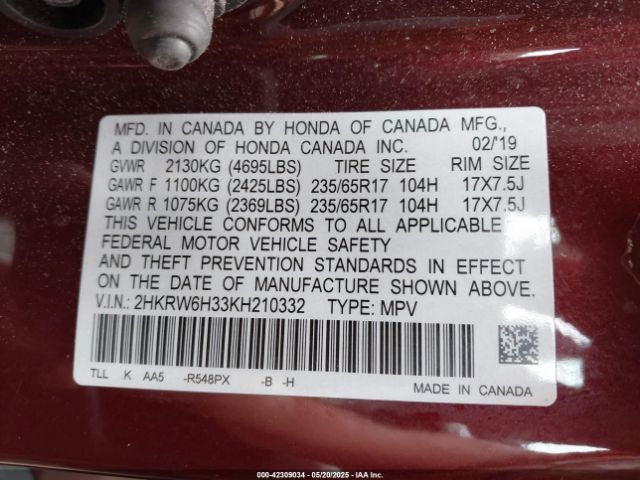 MFD. IN CANADA BY HONDA OF CANADA MFG.,
A DIVISION OF HONDA CANADA INC. 02/'19
GVWR 2130KG (4695LBS) TIRE SIZE RIM SIZE
GAWR F 1100KG (2425LBS) 235/65R17 104H 17X7.5J
GAWR R 1075KG (2369LBS) 235/65R17 104H 17X7.5J
THIS VEHICLE CONFORMS TO ALL APPLICABLE
FEDERAL MOTOR VEHICLE SAFETY
AND THEFT PREVENTION STANDARDS IN EFFECT
ON THE DATE OF MANUFACTURE SHOWN ABOVE.
V.I.N.: 2HKRW6H33KH210332 TYPE: MPV
TLL K AA5 -R548PX -B -H
MADE IN CANADA
000-42309034 — 05/20/2025 — IAA Inc.